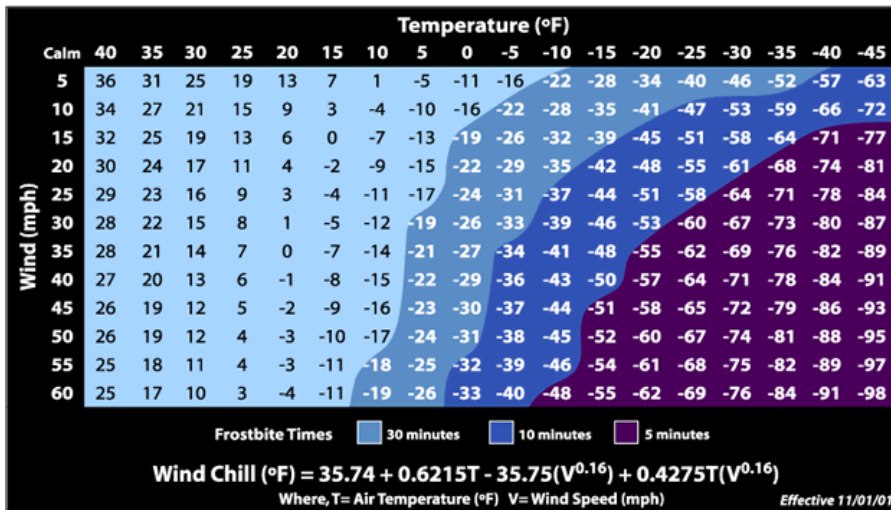 Temperature (ºF)
Calm 40 35 30 25 20 15 10 5 0 -5 -10 -15 -20 -25 -30 -35 -40 -45
5 36 31 25 19 13 7 1 -5 -11 -16 -22 -28 -34 -40 -46 -52 -57 -63
10 34 27 21 15 9 3 -4 -10 -16 -22 -28 -35 -41 -47 -53 -59 -66 -72
15 32 25 19 13 6 0 -7 -13 -19 -26 -32 -39 -45 -51 -58 -64 -71 -77
20 30 24 17 11 4 -2 -9 -15 -22 -29 -35 -42 -48 -55 -61 -68 -74 -81
25 29 23 16 9 3 -4 -11 -17 -24 -31 -37 -44 -51 -58 -64 -71 -78 -84
30 28 22 15 8 1 -5 -12 -19 -26 -33 -39 -46 -53 -60 -67 -73 -80 -87
35 28 21 14 7 0 -7 -14 -21 -27 -34 -41 -48 -55 -62 -69 -76 -82 -89
40 27 20 13 6 -1 -8 -15 -22 -29 -36 -43 -50 -57 -64 -71 -78 -84 -91
45 26 19 12 5 -2 -9 -16 -23 -30 -37 -44 -51 -58 -65 -72 -79 -86 -93
50 26 19 12 4 -3 -10 -17 -24 -31 -38 -45 -52 -60 -67 -74 -81 -88 -95
55 25 18 11 4 -3 -11 -18 -25 -32 -39 -46 -54 -61 -68 -75 -82 -89 -97
60 25 17 10 3 -4 -11 -19 -26 -33 -40 -48 -55 -62 -69 -76 -84 -91 -98
Wind (mph)
Frostbite Times 30 minutes 10 minutes 5 minutes
Wind Chill (ºF) = 35.74 + 0.6215T - 35.75(V^0.16) + 0.4275T(V^0.16)
Where, T= Air Temperature (ºF) V= Wind Speed (mph) Effective 11/01/01